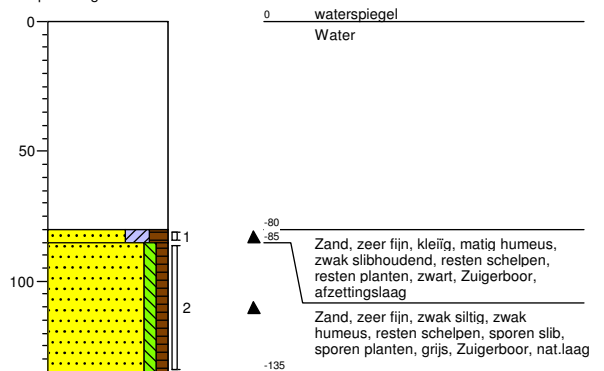 0
waterspiegel
0
Water
50
-80
1
-85
Zand, zeer fijn, kleiïg, matig humeus,
zwak slibhoudend, resten schelpen,
resten planten, zwart, Zuigerboor,
afzettingslaag
100
2
Zand, zeer fijn, zwak siltig, zwak
humeus, resten schelpen, sporen slib,
sporen planten, grijs, Zuigerboor, nat.laag
-135